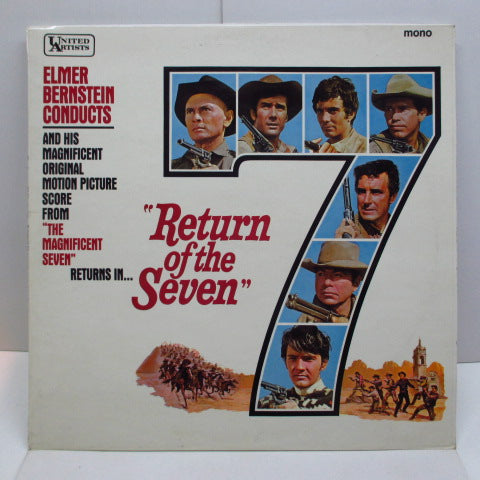 UNITED
ARTISTS
mono
ELMER
BERNSTEIN
CONDUCTS
AND HIS
MAGNIFICENT
ORIGINAL
MOTION PICTURE
SCORE
FROM
"THE
MAGNIFICENT
SEVEN"
RETURNS IN...
"Return
of the
Seven"
7